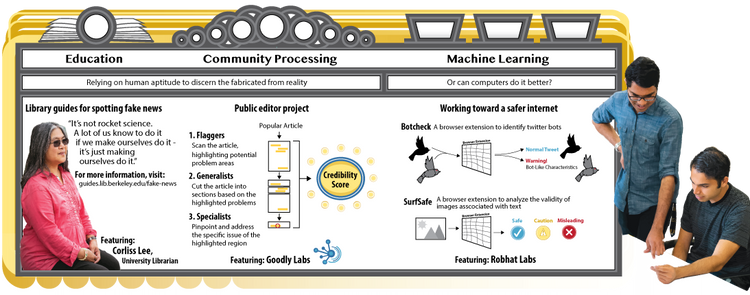 Education
Community Processing
Machine Learning
Relying on human aptitude to discern the fabricated from reality
Or can computers do it better?
Library guides for spotting fake news
"It's not rocket science.
A lot of us know to do it
if we make ourselves do it -
it's just making
ourselves do it."
For more information, visit:
guides.lib.berkeley.edu/fake-news
Featuring:
Corliss Lee,
University Librarian
Public editor project
1. Flaggers
Scan the article,
highlighting potential
problem areas
2. Generalists
Cut the article into
sections based on the
highlighted problems
3. Specialists
Pinpoint and address
the specific issue of the
highlighted region
Popular Article
Credibility
Score
Featuring: Goodly Labs
Working toward a safer internet
Botcheck A browser extension to identify twitter bots
Browser Extension
Normal Tweet
Warning!
Bot-Like Characteristics
SurfSafe A browser extension to analyze the validity of
images asscociated with text
Browser Extension
Safe
Caution
Misleading
Featuring: Robhat Labs